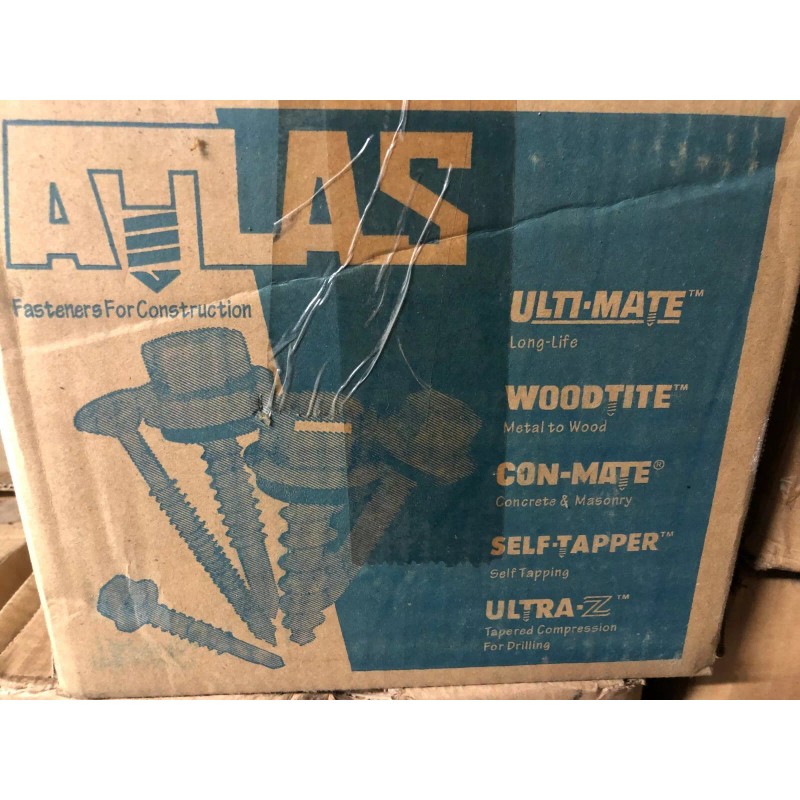 ATLAS
Fasteners For Construction
ULTI-MATE™
Long-Life
WOODTITE™
Metal to Wood
CON-MATE®
Concrete & Masonry
SELF-TAPPER™
Self Tapping
ULTRA-Z™
Tapered Compression
For Drilling